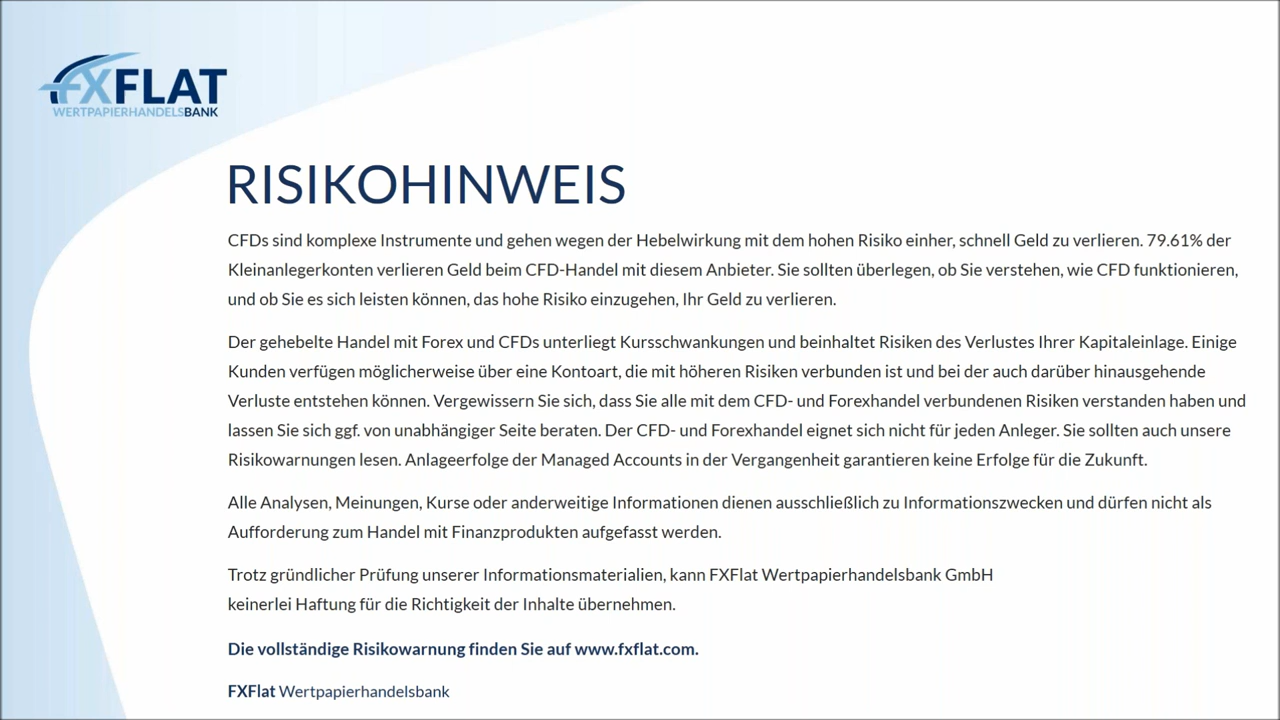 FXFLAT
WERTPAPIERHANDELSBANK
RISIKOHINWEIS
CFDs sind komplexe Instrumente und gehen wegen der Hebelwirkung mit dem hohen Risiko einher, schnell Geld zu verlieren. 79.61% der
Kleinanlegerkonten verlieren Geld beim CFD-Handel mit diesem Anbieter. Sie sollten überlegen, ob Sie verstehen, wie CFD funktionieren,
und ob Sie es sich leisten können, das hohe Risiko einzugehen, Ihr Geld zu verlieren.
Der gehebelte Handel mit Forex und CFDs unterliegt Kursschwankungen und beinhaltet Risiken des Verlustes Ihrer Kapitaleinlage. Einige
Kunden verfügen möglicherweise über eine Kontoart, die mit höheren Risiken verbunden ist und bei der auch darüber hinausgehende
Verluste entstehen können. Vergewissern Sie sich, dass Sie alle mit dem CFD- und Forexhandel verbundenen Risiken verstanden haben und
lassen Sie sich ggf. von unabhängiger Seite beraten. Der CFD- und Forexhandel eignet sich nicht für jeden Anleger. Sie sollten auch unsere
Risikowarnungen lesen. Anlageerfolge der Managed Accounts in der Vergangenheit garantieren keine Erfolge für die Zukunft.
Alle Analysen, Meinungen, Kurse oder anderweitige Informationen dienen ausschließlich zu Informationszwecken und dürfen nicht als
Aufforderung zum Handel mit Finanzprodukten aufgefasst werden.
Trotz gründlicher Prüfung unserer Informationsmaterialien, kann FXFlat Wertpapierhandelsbank GmbH
keinerlei Haftung für die Richtigkeit der Inhalte übernehmen.
Die vollständige Risikowarnung finden Sie auf www.fxflat.com.
FXFlat Wertpapierhandelsbank